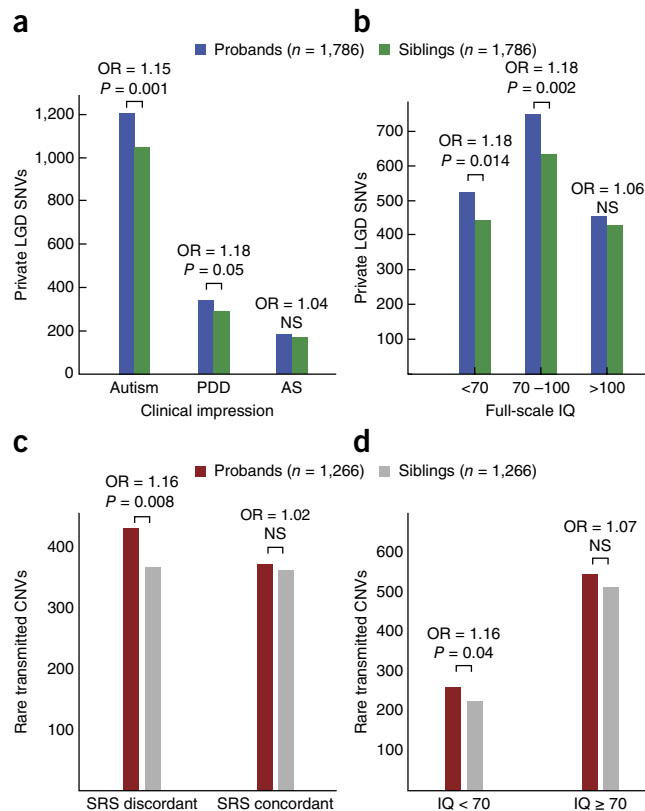 a
b
Probands (n = 1,786) Siblings (n = 1,786)
OR = 1.15
P = 0.001
OR = 1.18
P = 0.05
OR = 1.04
NS
1,200
1,000
800
600
400
200
0
Private LGD SNVs
Autism PDD AS
Clinical impression
OR = 1.18
P = 0.014
OR = 1.18
P = 0.002
OR = 1.06
NS
700
600
500
400
300
200
100
Private LGD SNVs
<70 70 –100 >100
Full-scale IQ
c
d
Probands (n = 1,266) Siblings (n = 1,266)
OR = 1.16
P = 0.008
OR = 1.02
NS
400
300
200
100
Rare transmitted CNVs
SRS discordant SRS concordant
OR = 1.16
P = 0.04
OR = 1.07
NS
600
500
400
300
200
100
Rare transmitted CNVs
IQ < 70 IQ ≥ 70